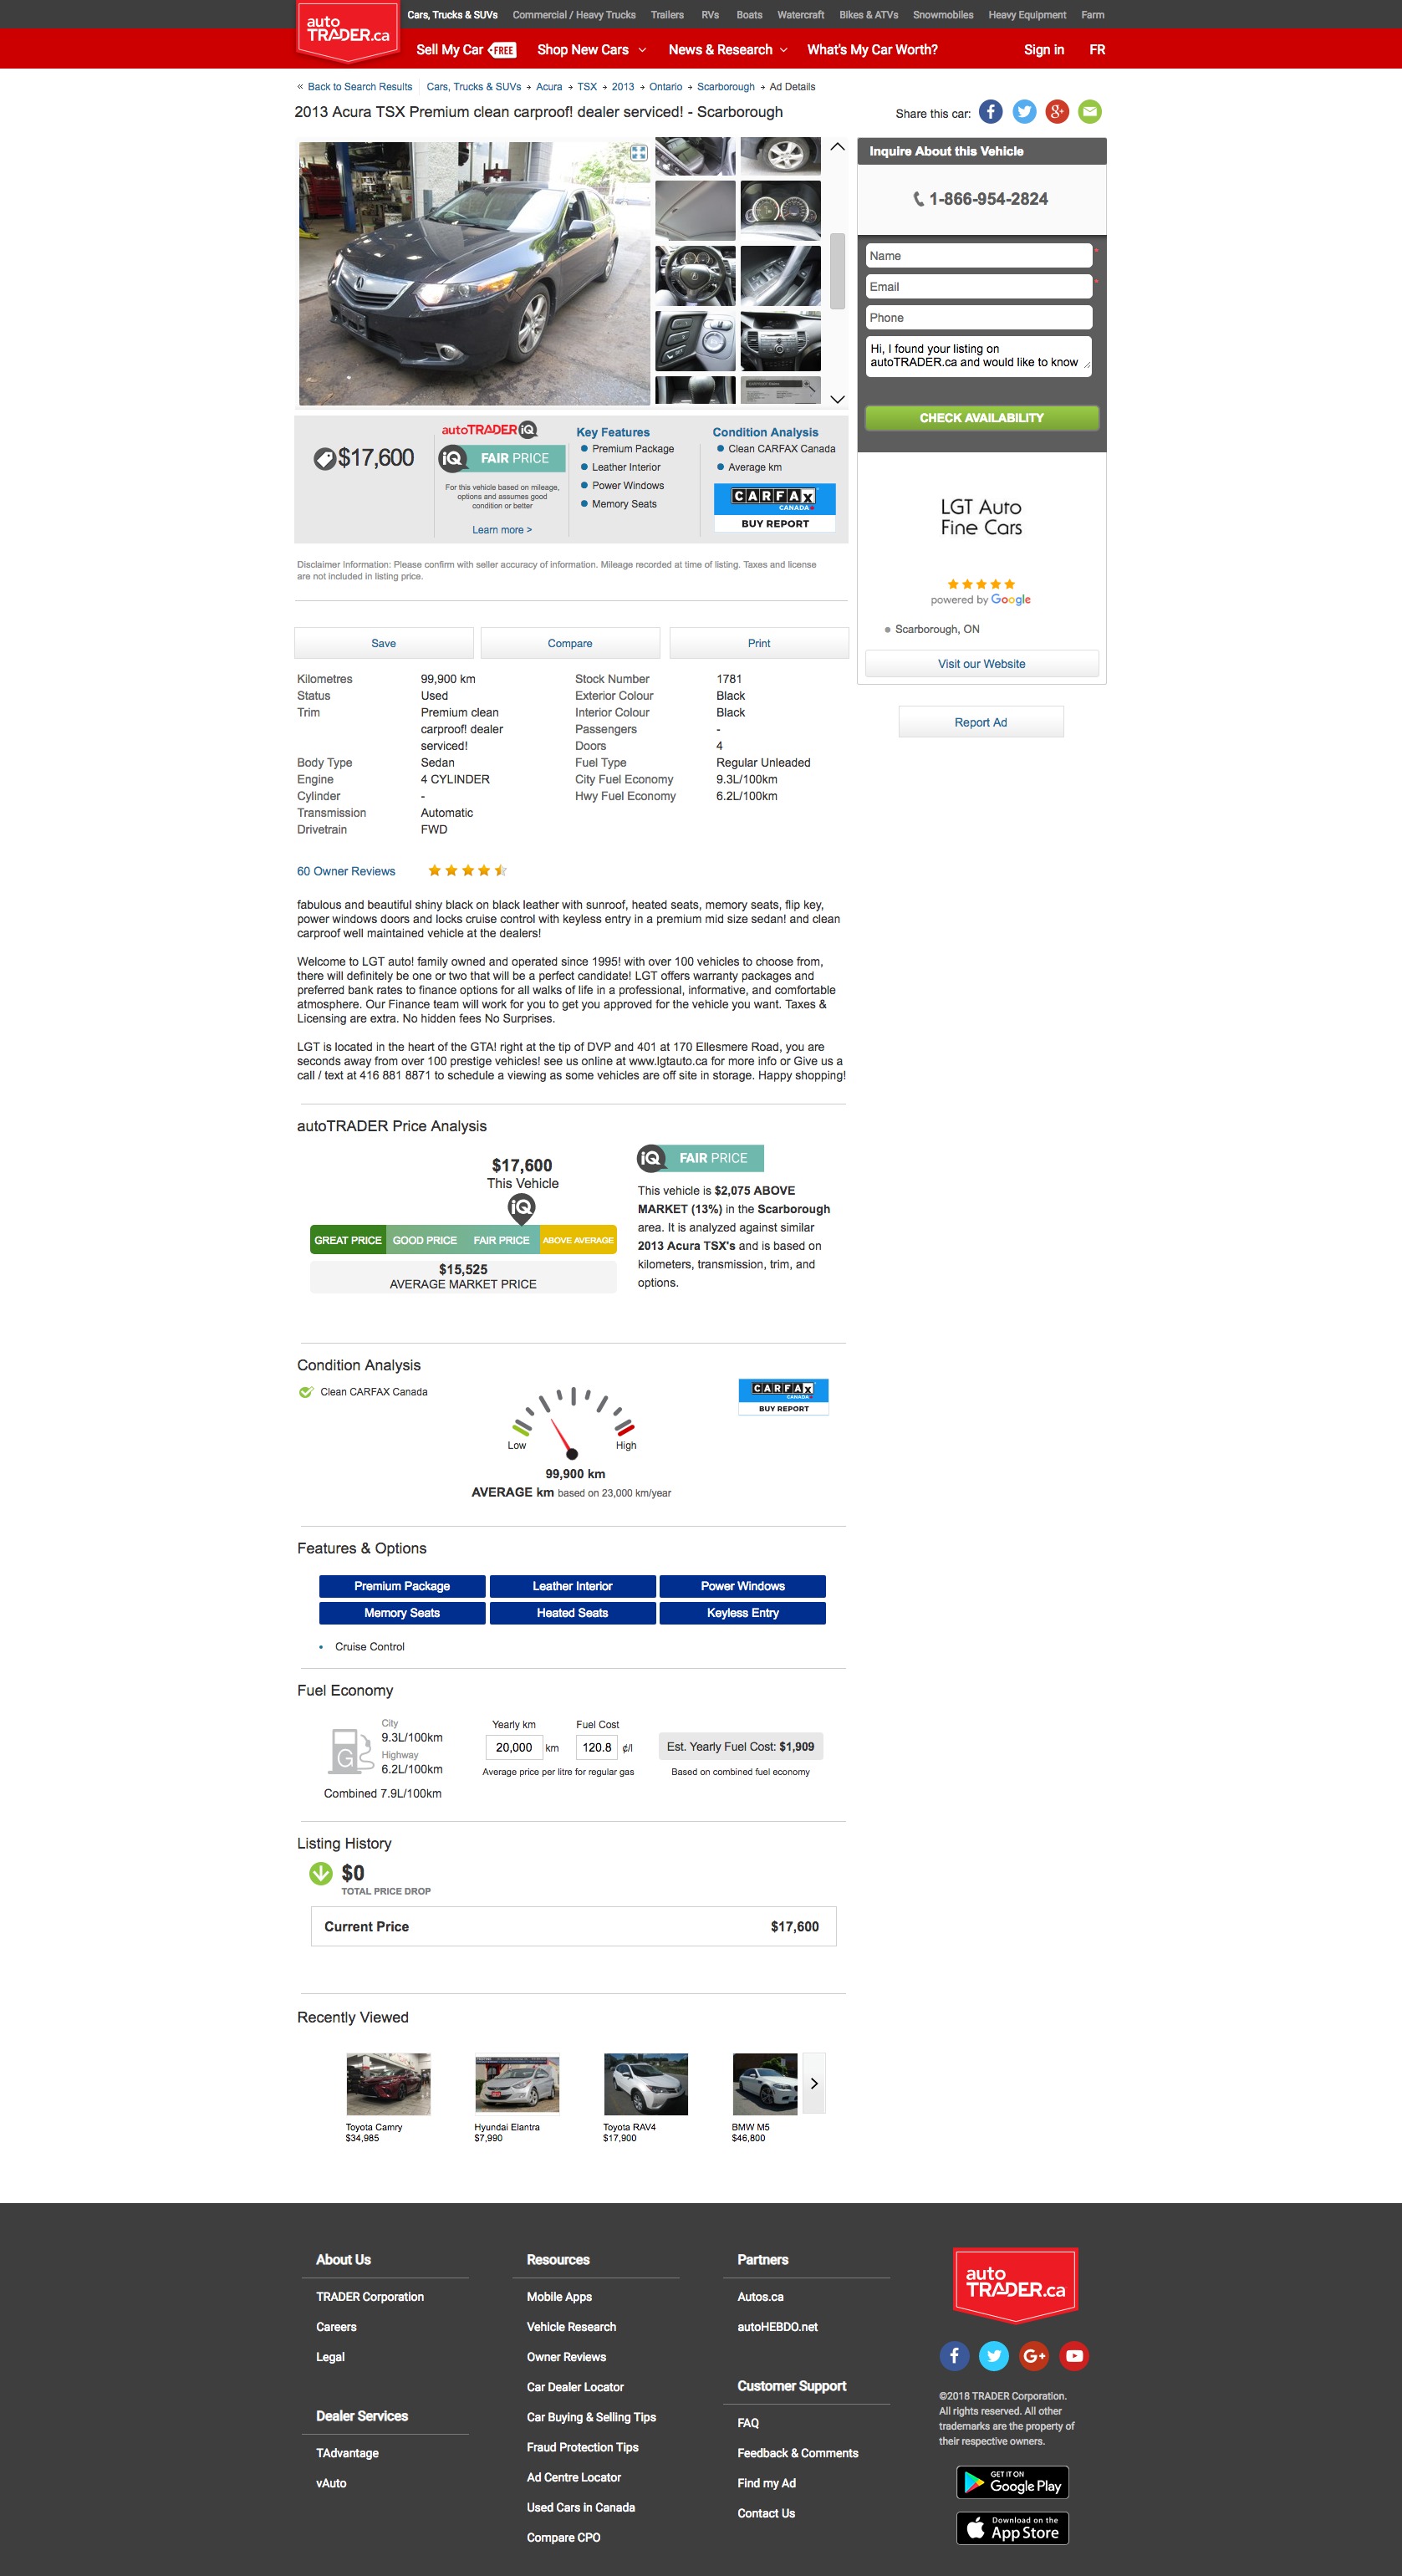 auto
TRADER.ca
Cars, Trucks & SUVs Commercial / Heavy Trucks Trailers RVs Boats Watercraft Bikes & ATVs Snowmobiles Heavy Equipment Farm
Sell My Car FREE Shop New Cars News & Research What's My Car Worth? Sign in FR
« Back to Search Results Cars, Trucks & SUVs → Acura → TSX → 2013 → Ontario → Scarborough → Ad Details
2013 Acura TSX Premium clean carproof! dealer serviced! - Scarborough
Share this car:
Inquire About this Vehicle
1-866-954-2824
Name *
Email *
Phone
Hi, I found your listing on
autoTRADER.ca and would like to know
CHECK AVAILABILITY
LGT Auto
Fine Cars
powered by Google
Scarborough, ON
Visit our Website
Report Ad
$17,600
autoTRADER iQ
iQ FAIR PRICE
For this vehicle based on mileage,
options and assumes good
condition or better
Learn more >
Key Features
Premium Package
Leather Interior
Power Windows
Memory Seats
Condition Analysis
Clean CARFAX Canada
Average km
CARFAX
CANADA
BUY REPORT
Disclaimer Information: Please confirm with seller accuracy of information. Mileage recorded at time of listing. Taxes and license
are not included in listing price.
Save Compare Print
Kilometres 99,900 km
Status Used
Trim Premium clean
carproof! dealer
serviced!
Body Type Sedan
Engine 4 CYLINDER
Cylinder -
Transmission Automatic
Drivetrain FWD
Stock Number 1781
Exterior Colour Black
Interior Colour Black
Passengers -
Doors 4
Fuel Type Regular Unleaded
City Fuel Economy 9.3L/100km
Hwy Fuel Economy 6.2L/100km
60 Owner Reviews
fabulous and beautiful shiny black on black leather with sunroof, heated seats, memory seats, flip key,
power windows doors and locks cruise control with keyless entry in a premium mid size sedan! and clean
carproof well maintained vehicle at the dealers!
Welcome to LGT auto! family owned and operated since 1995! with over 100 vehicles to choose from,
there will definitely be one or two that will be a perfect candidate! LGT offers warranty packages and
preferred bank rates to finance options for all walks of life in a professional, informative, and comfortable
atmosphere. Our Finance team will work for you to get you approved for the vehicle you want. Taxes &
Licensing are extra. No hidden fees No Surprises.
LGT is located in the heart of the GTA! right at the tip of DVP and 401 at 170 Ellesmere Road, you are
seconds away from over 100 prestige vehicles! see us online at www.lgtauto.ca for more info or Give us a
call / text at 416 881 8871 to schedule a viewing as some vehicles are off site in storage. Happy shopping!
autoTRADER Price Analysis
$17,600
This Vehicle
iQ
GREAT PRICE GOOD PRICE FAIR PRICE ABOVE AVERAGE
$15,525
AVERAGE MARKET PRICE
iQ FAIR PRICE
This vehicle is $2,075 ABOVE
MARKET (13%) in the Scarborough
area. It is analyzed against similar
2013 Acura TSX's and is based on
kilometers, transmission, trim, and
options.
Condition Analysis
Clean CARFAX Canada
Low High
99,900 km
AVERAGE km based on 23,000 km/year
CARFAX
CANADA
BUY REPORT
Features & Options
Premium Package Leather Interior Power Windows
Memory Seats Heated Seats Keyless Entry
Cruise Control
Fuel Economy
G
City
9.3L/100km
Highway
6.2L/100km
Combined 7.9L/100km
Yearly km Fuel Cost
20,000 km 120.8 ¢/l
Average price per litre for regular gas
Est. Yearly Fuel Cost: $1,909
Based on combined fuel economy
Listing History
$0
TOTAL PRICE DROP
Current Price $17,600
Recently Viewed
Toyota Camry
$34,985
Hyundai Elantra
$7,990
Toyota RAV4
$17,900
BMW M5
$46,800
About Us
TRADER Corporation
Careers
Legal
Dealer Services
TAdvantage
vAuto
Resources
Mobile Apps
Vehicle Research
Owner Reviews
Car Dealer Locator
Car Buying & Selling Tips
Fraud Protection Tips
Ad Centre Locator
Used Cars in Canada
Compare CPO
Partners
Autos.ca
autoHEBDO.net
Customer Support
FAQ
Feedback & Comments
Find my Ad
Contact Us
auto
TRADER.ca
©2018 TRADER Corporation.
All rights reserved. All other
trademarks are the property of
their respective owners.
GET IT ON
Google Play
Download on the
App Store